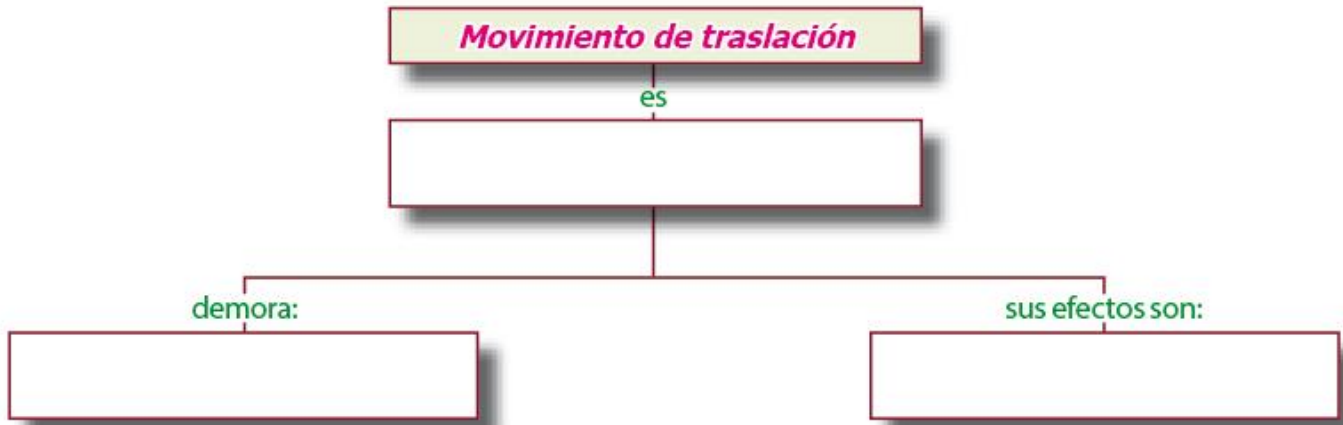 Movimiento de traslación
es
demora:
sus efectos son: